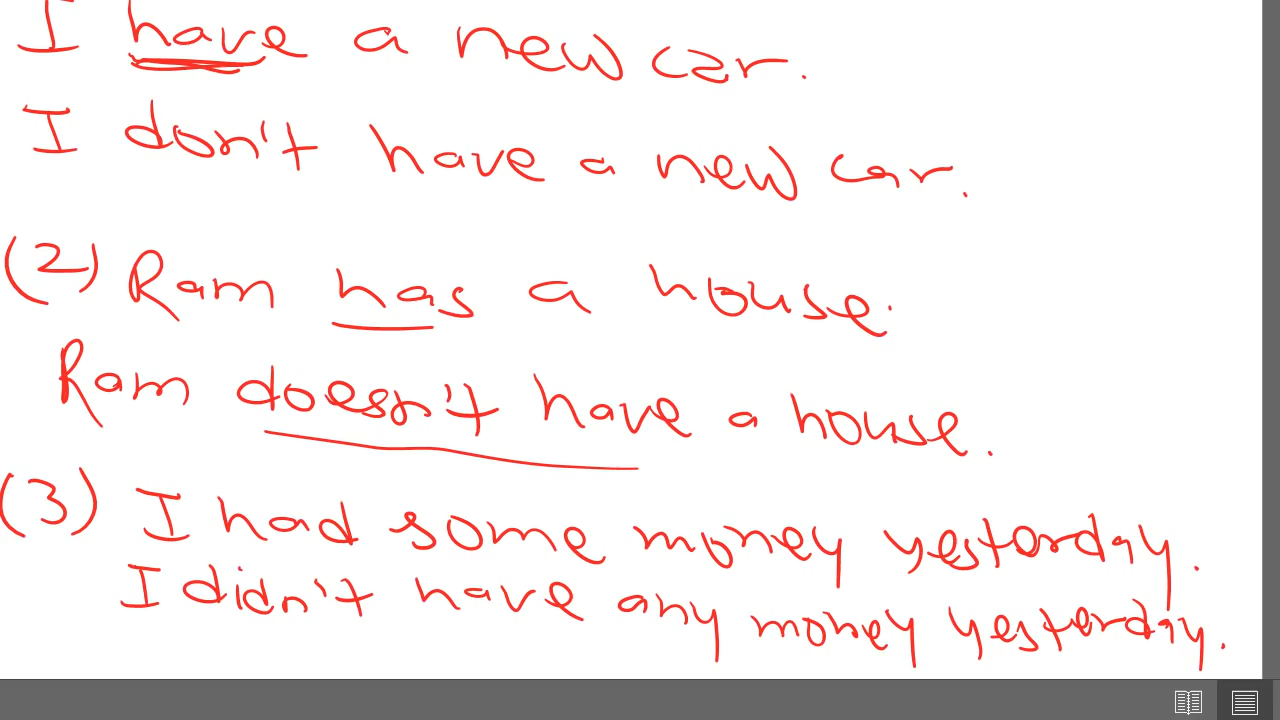 I have a new car.
I don't have a new car.
(2) Ram has a house.
Ram doesn't have a house.
(3) I had some money yesterday.
I didn't have any money yesterday.